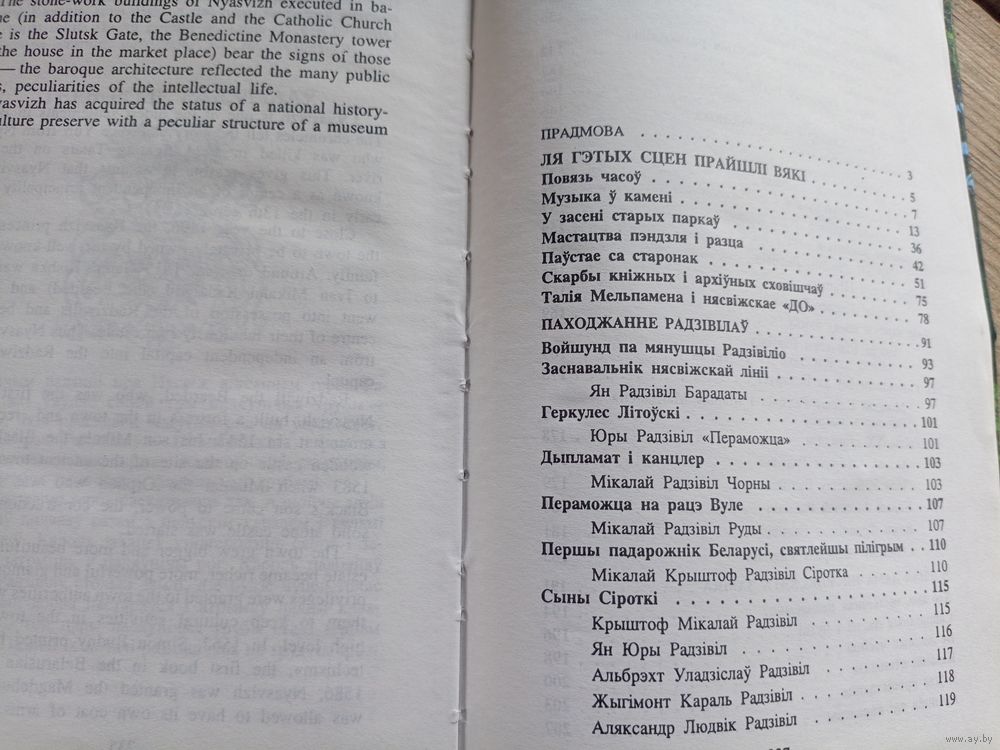 The stone-work buildings of Nyasvizh executed in ba-
e (in addition to the Castle and the Catholic Church
e is the Slutsk Gate, the Benedictine Monastery tower
the house in the market place) bear the signs of those
— the baroque architecture reflected the many public
s, peculiarities of the intellectual life.
yasvizh has acquired the status of a national history-
ulture preserve with a peculiar structure of a museum
ПРАДМОВА . . . . . . . . . . . . . . . 3
ЛЯ ГЭТЫХ СЦЕН ПРАЙШЛІ ВЯКІ . . . . . 5
Повязь часоў . . . . . . . . . . . . . . 7
Музыка ў камені . . . . . . . . . . . . 13
У засені старых паркаў . . . . . . . . . 36
Мастацтва пэндзля і разца . . . . . . . 42
Паўстае са старонак . . . . . . . . . . 51
Скарбы кніжных і архіўных сховішчаў . . . 75
Талія Мельпамена і нясвіжскае «ДО» . . . 78
ПАХОДЖАННЕ РАДЗІВІЛАЎ . . . . . . . . 91
Войшунд па мянушцы Радзівіліо . . . . . 93
Заснавальнік нясвіжскай лініі . . . . . . 97
Ян Радзівіл Барадаты . . . . . . . . . 97
Геркулес Літоўскі . . . . . . . . . . . 101
Юры Радзівіл «Пераможца» . . . . . . 101
Дыпламат і канцлер . . . . . . . . . . 103
Мікалай Радзівіл Чорны . . . . . . . . 103
Пераможца на рацэ Вуле . . . . . . . . 107
Мікалай Радзівіл Руды . . . . . . . . 107
Першы падарожнік Беларусі, святлейшы пілігрым . . 110
Мікалай Крыштоф Радзівіл Сіротка . . . . 110
Сыны Сіроткі . . . . . . . . . . . . . 115
Крыштоф Мікалай Радзівіл . . . . . . . 115
Ян Юры Радзівіл . . . . . . . . . . . 116
Альбрэхт Уладзіслаў Радзівіл . . . . . . 117
Жыгімонт Караль Радзівіл . . . . . . . 118
Аляксандр Людвік Радзівіл . . . . . . . 119
www.ay.by